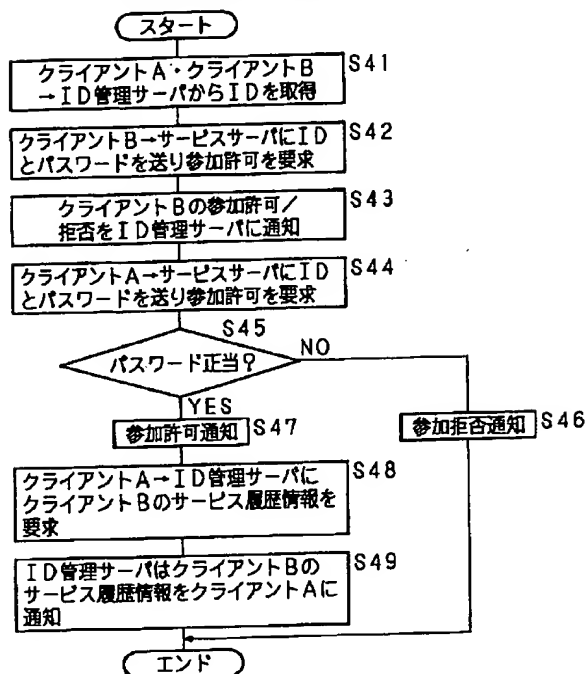 スタート
クライアントA・クライアントB
→ID管理サーバからIDを取得
S41
クライアントB→サービスサーバにID
とパスワードを送り参加許可を要求
S42
クライアントBの参加許可／
拒否をID管理サーバに通知
S43
クライアントA→サービスサーバにID
とパスワードを送り参加許可を要求
S44
S45
パスワード正当？
NO
YES
参加許可通知
S47
参加拒否通知
S46
クライアントA→ID管理サーバに
クライアントBのサービス履歴情報を
要求
S48
ID管理サーバはクライアントBの
サービス履歴情報をクライアントAに
通知
S49
エンド